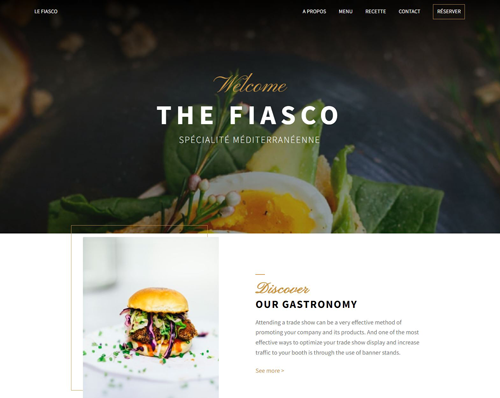 LE FIASCO
A PROPOS
MENU
RECETTE
CONTACT
RÉSERVER
Welcome
THE FIASCO
SPÉCIALITÉ MÉDITERRANÉENNE
Discover
OUR GASTRONOMY
Attending a trade show can be a very effective method of
promoting your company and its products. And one of the most
effective ways to optimize your trade show display and increase
traffic to your booth is through the use of banner stands.
See more >